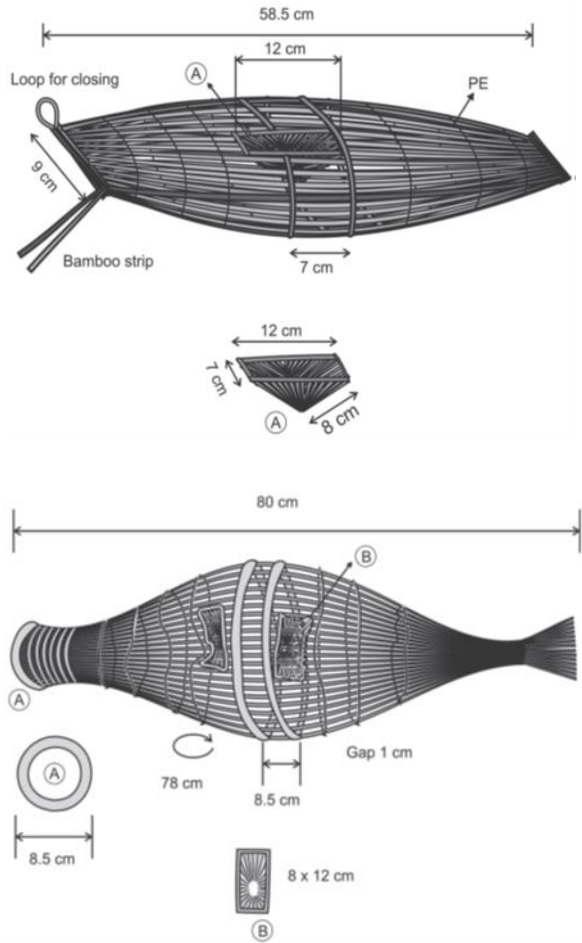 58.5 cm
12 cm
A
Loop for closing
PE
9 cm
Bamboo strip
7 cm
12 cm
7 cm
8 cm
A
80 cm
B
A
Gap 1 cm
78 cm
A
8.5 cm
8.5 cm
8 x 12 cm
B